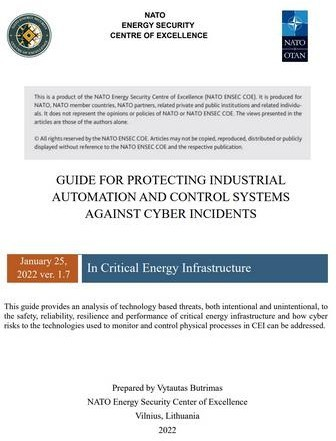 NATO
ENERGY SECURITY
CENTRE OF EXCELLENCE
NATO
OTAN
This is a product of the NATO Energy Security Centre of Excellence (NATO ENSEC COE). It is produced for
NATO, NATO member countries, NATO partners, related private and public institutions and related individu-
als. It does not represent the opinions or policies of NATO or NATO ENSEC COE. The views presented in the
articles are those of the authors alone.
© All rights reserved by the NATO ENSEC COE. Articles may not be copied, reproduced, distributed or publicly
displayed without reference to the NATO ENSEC COE and the respective publication.
GUIDE FOR PROTECTING INDUSTRIAL
AUTOMATION AND CONTROL SYSTEMS
AGAINST CYBER INCIDENTS
January 25,
2022 ver. 1.7
In Critical Energy Infrastructure
This guide provides an analysis of technology based threats, both intentional and unintentional, to
the safety, reliability, resilience and performance of critical energy infrastructure and how cyber
risks to the technologies used to monitor and control physical processes in CEI can be addressed.
Prepared by Vytautas Butrimas
NATO Energy Security Center of Excellence
Vilnius, Lithuania
2022